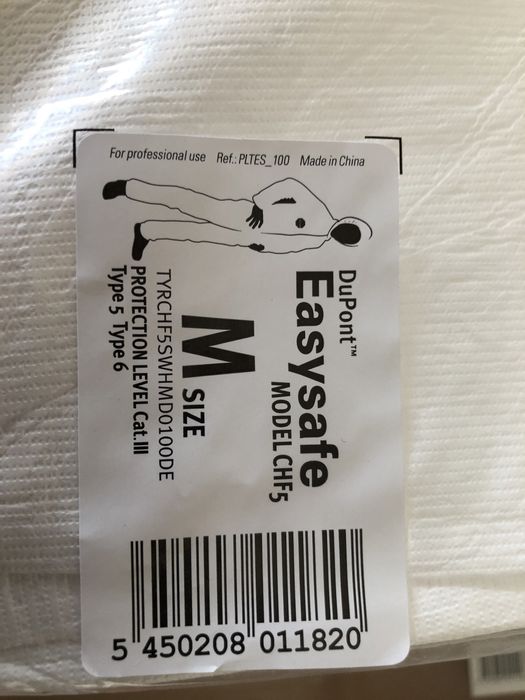 For professional use Ref.: PLTES_100 Made in China
DuPont™
Easysafe
MODEL CHF5
M SIZE
TYRCHF5SWHMD0100DE
PROTECTION LEVEL Cat.III
Type 5 Type 6
5 450208 011820